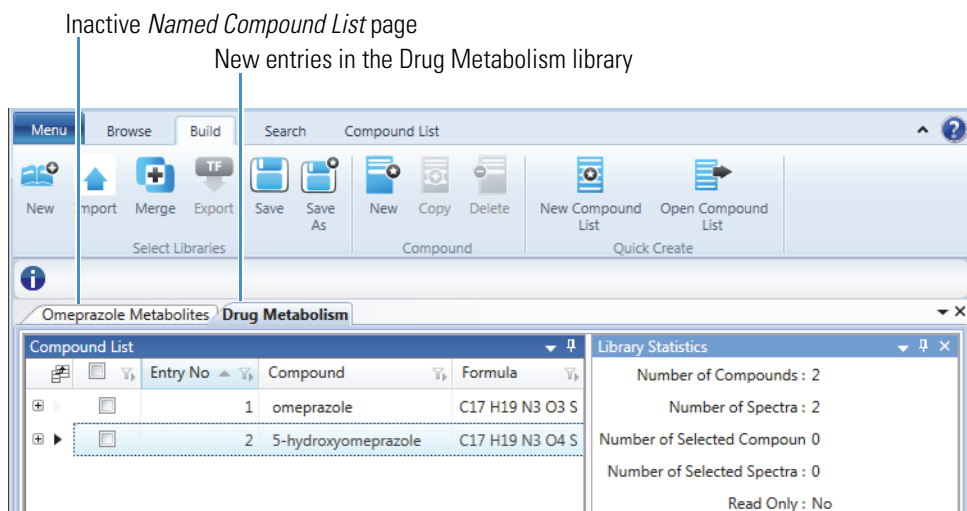 Inactive Named Compound List page
New entries in the Drug Metabolism library
Menu Browse Build Search Compound List
TF
New Import Merge Export Save Save As New Copy Delete New Compound List Open Compound List
Select Libraries Compound Quick Create
Omeprazole Metabolites Drug Metabolism
Compound List Library Statistics
Entry No Compound Formula
Number of Compounds : 2
1 omeprazole C17 H19 N3 O3 S
Number of Spectra : 2
2 5-hydroxyomeprazole C17 H19 N3 O4 S
Number of Selected Compoun 0
Number of Selected Spectra : 0
Read Only : No